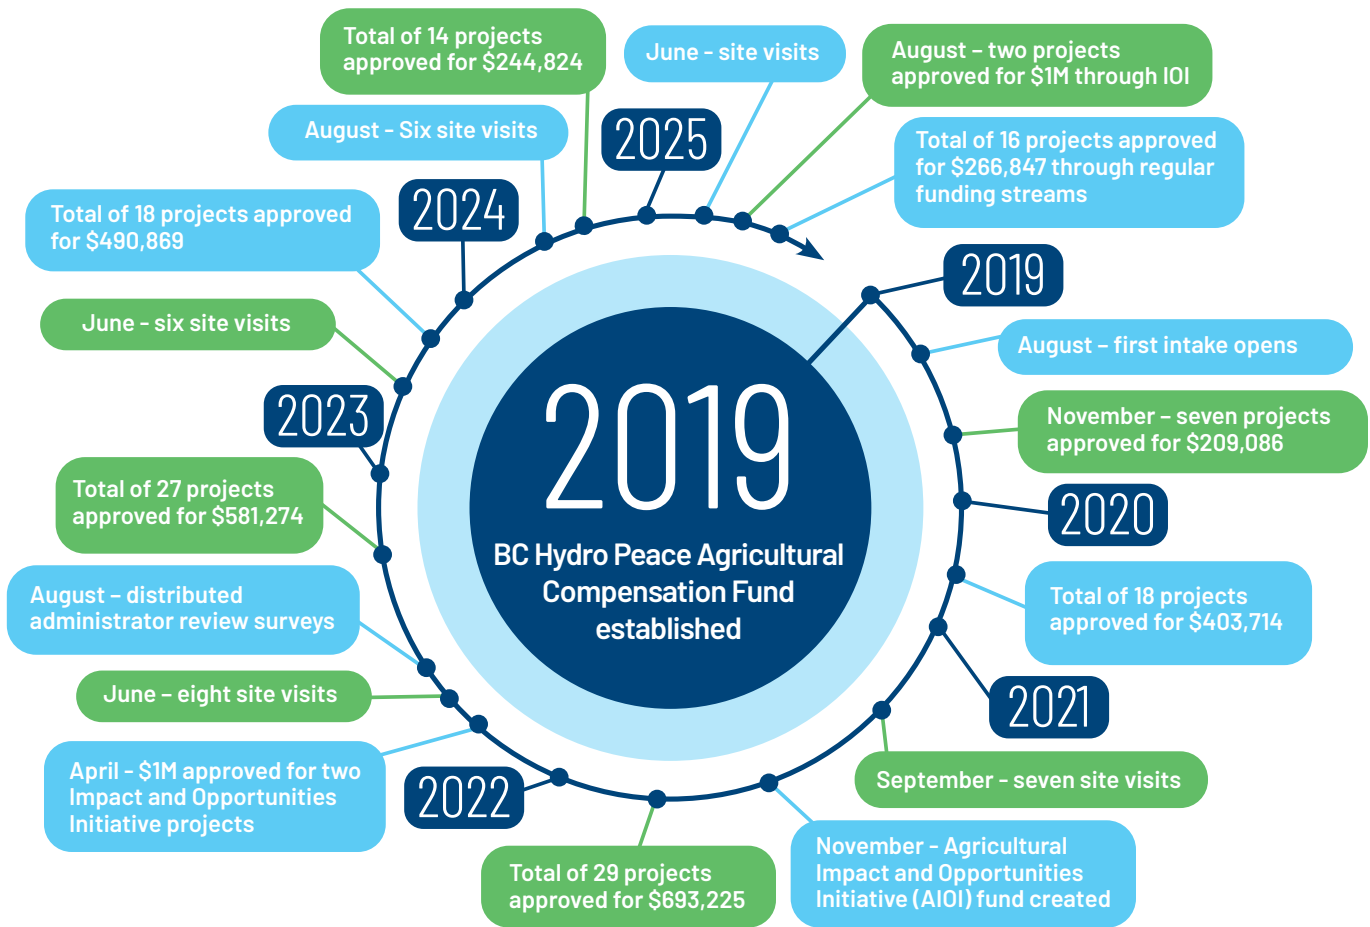 2019
BC Hydro Peace Agricultural
Compensation Fund
established
2019
August – first intake opens
November – seven projects
approved for $209,086
2020
Total of 18 projects
approved for $403,714
2021
September - seven site visits
November - Agricultural
Impact and Opportunities
Initiative (AIOI) fund created
Total of 29 projects
approved for $693,225
2022
April - $1M approved for two
Impact and Opportunities
Initiative projects
June – eight site visits
August – distributed
administrator review surveys
Total of 27 projects
approved for $581,274
2023
June - six site visits
Total of 18 projects approved
for $490,869
2024
August - Six site visits
Total of 14 projects
approved for $244,824
2025
June - site visits
August – two projects
approved for $1M through IOI
Total of 16 projects approved
for $266,847 through regular
funding streams